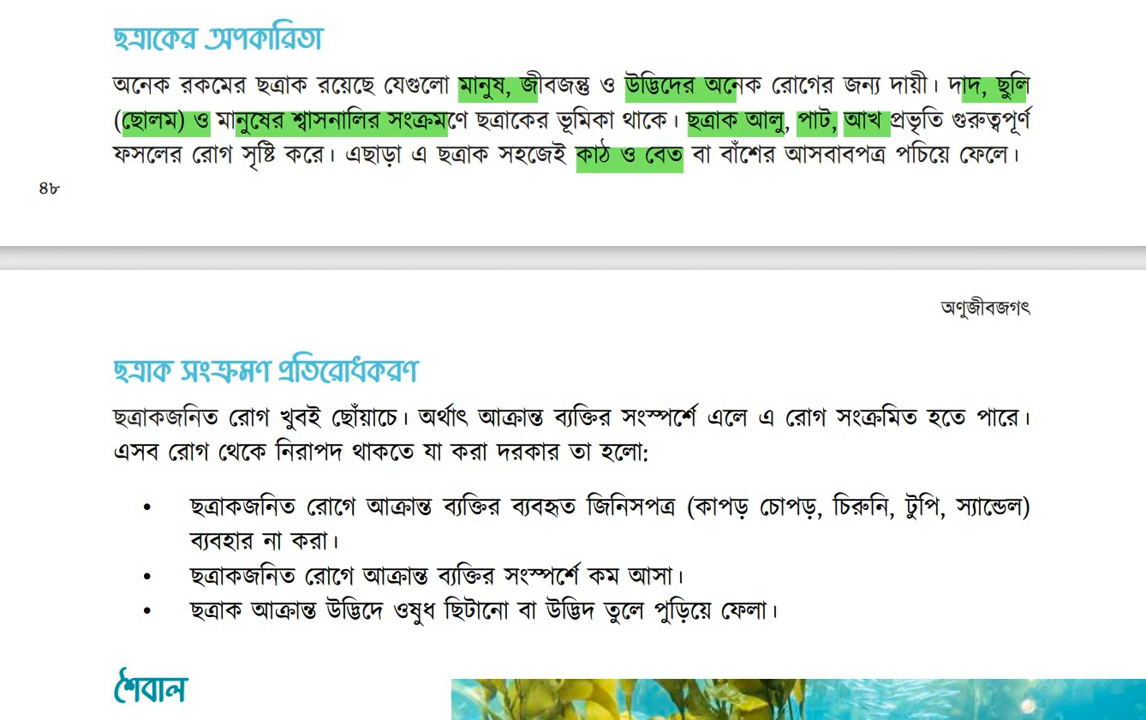 ছত্রাকের অপকারিতা
অনেক রকমের ছত্রাক রয়েছে যেগুলো মানুষ, জীবজন্তু ও উদ্ভিদের অনেক রোগের জন্য দায়ী। দাদ, ছুলি
(ছোলম) ও মানুষের শ্বাসনালির সংক্রমণে ছত্রাকের ভূমিকা থাকে। ছত্রাক আলু, পাট, আখ প্রভৃতি গুরুত্বপূর্ণ
ফসলের রোগ সৃষ্টি করে। এছাড়া এ ছত্রাক সহজেই কাঠ ও বেত বা বাঁশের আসবাবপত্র পচিয়ে ফেলে।
৪৮
অণুজীবজগৎ
ছত্রাক সংক্রমণ প্রতিরোধকরণ
ছত্রাকজনিত রোগ খুবই ছোঁয়াচে। অর্থাৎ আক্রান্ত ব্যক্তির সংস্পর্শে এলে এ রোগ সংক্রমিত হতে পারে।
এসব রোগ থেকে নিরাপদ থাকতে যা করা দরকার তা হলো:
• ছত্রাকজনিত রোগে আক্রান্ত ব্যক্তির ব্যবহৃত জিনিসপত্র (কাপড় চোপড়, চিরুনি, টুপি, স্যান্ডেল)
ব্যবহার না করা।
• ছত্রাকজনিত রোগে আক্রান্ত ব্যক্তির সংস্পর্শে কম আসা।
• ছত্রাক আক্রান্ত উদ্ভিদে ওষুধ ছিটানো বা উদ্ভিদ তুলে পুড়িয়ে ফেলা।
শৈবাল